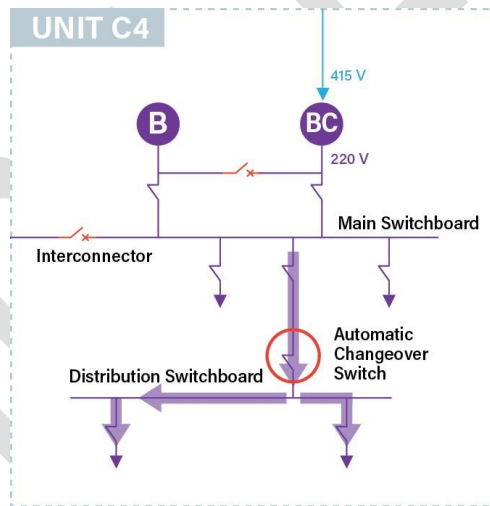 UNIT C4
415 V
B
BC
220 V
Main Switchboard
Interconnector
Automatic
Changeover
Switch
Distribution Switchboard